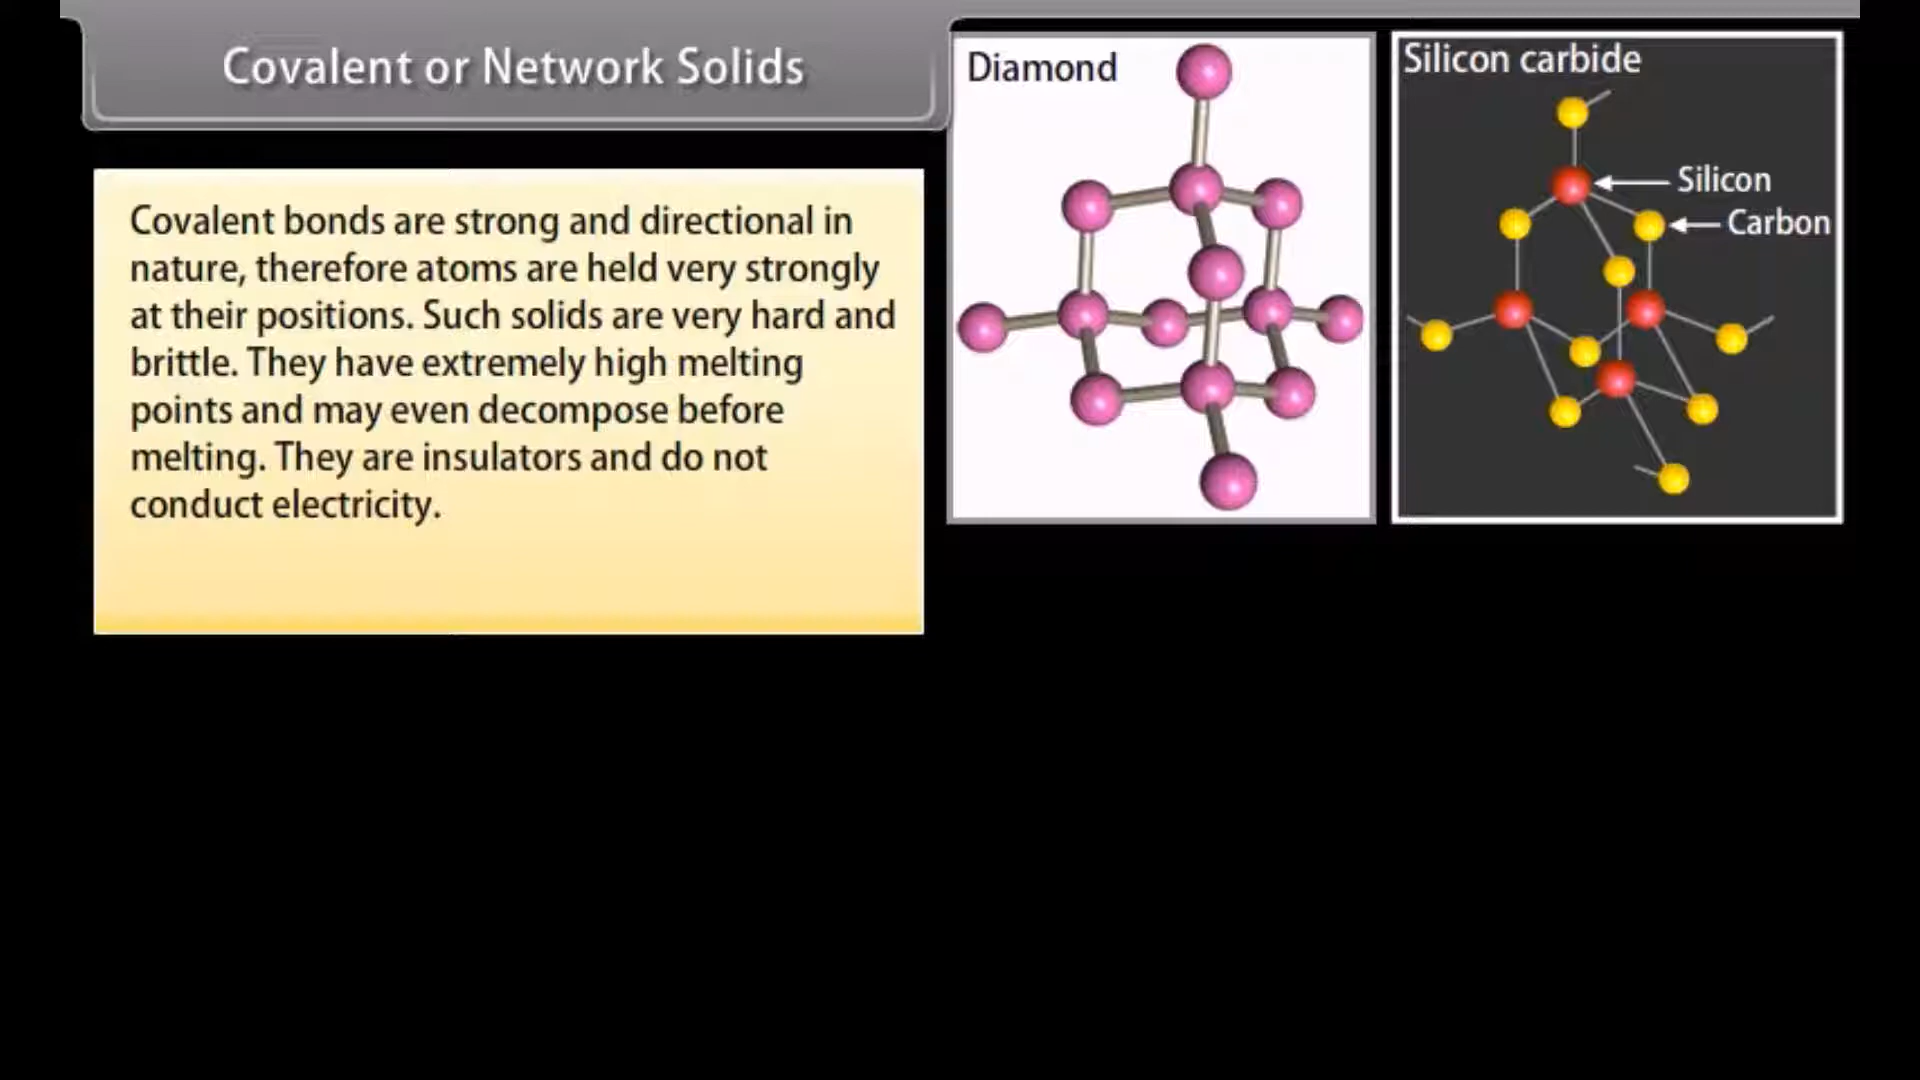 Covalent or Network Solids
Covalent bonds are strong and directional in
nature, therefore atoms are held very strongly
at their positions. Such solids are very hard and
brittle. They have extremely high melting
points and may even decompose before
melting. They are insulators and do not
conduct electricity.
Diamond
Silicon carbide
Silicon
Carbon